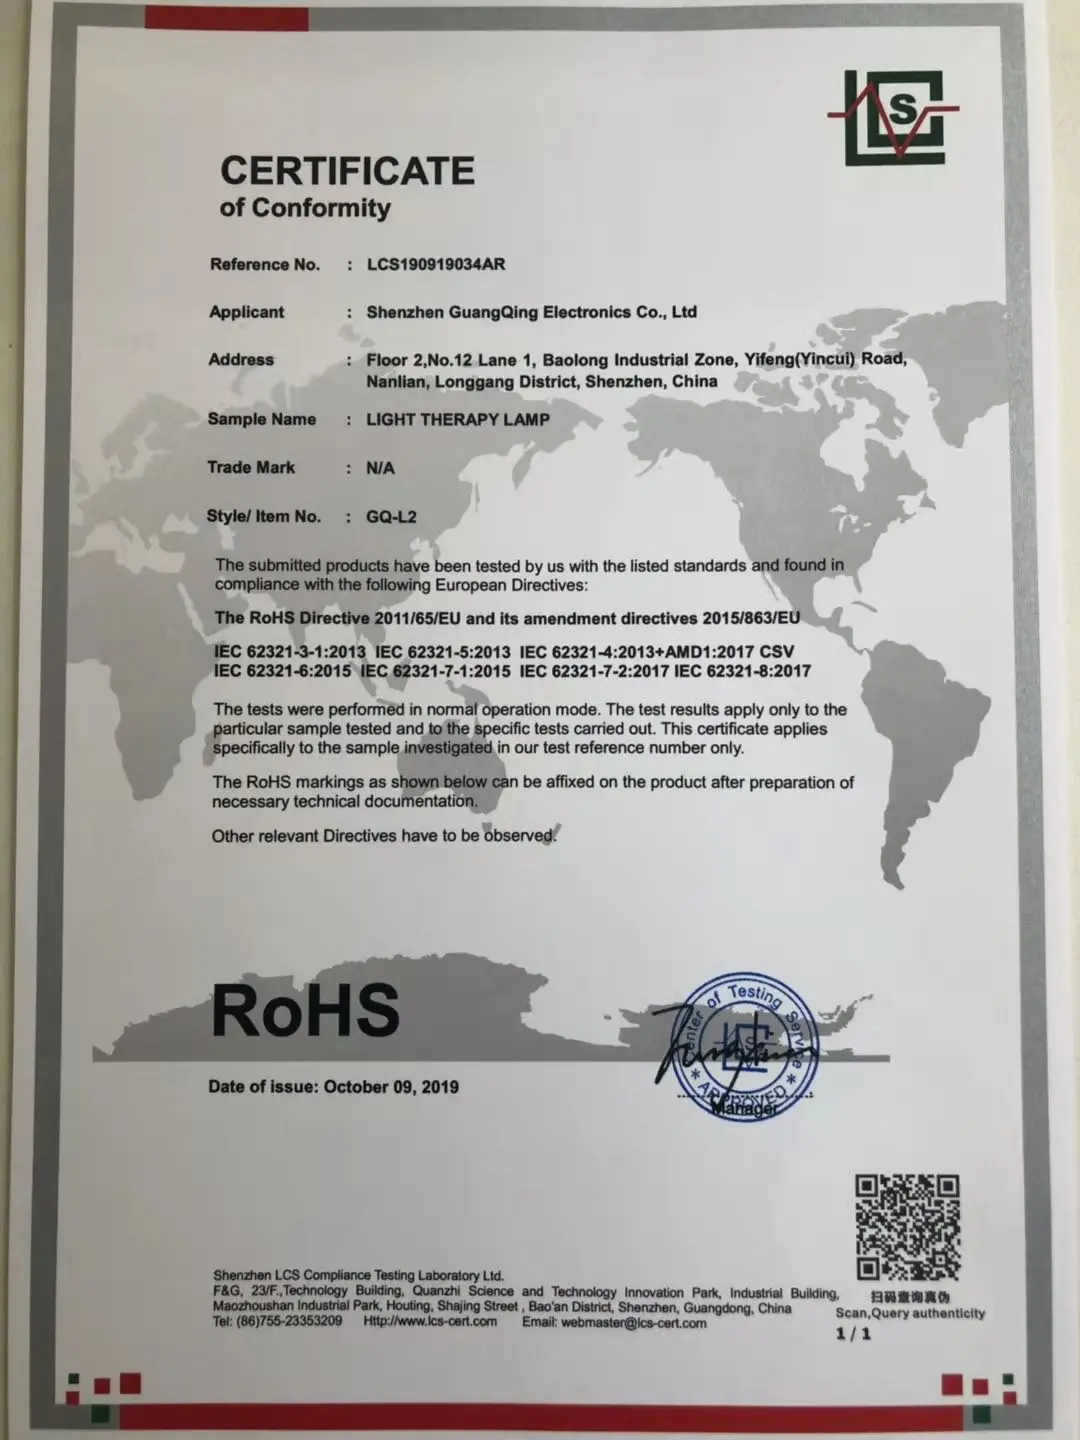 LCS
CERTIFICATE
of Conformity
Reference No. : LCS190919034AR
Applicant : Shenzhen GuangQing Electronics Co., Ltd
Address : Floor 2,No.12 Lane 1, Baolong Industrial Zone, Yifeng(Yincui) Road,
Nanlian, Longgang District, Shenzhen, China
Sample Name : LIGHT THERAPY LAMP
Trade Mark : N/A
Style/ Item No. : GQ-L2
The submitted products have been tested by us with the listed standards and found in
compliance with the following European Directives:
The RoHS Directive 2011/65/EU and its amendment directives 2015/863/EU
IEC 62321-3-1:2013 IEC 62321-5:2013 IEC 62321-4:2013+AMD1:2017 CSV
IEC 62321-6:2015 IEC 62321-7-1:2015 IEC 62321-7-2:2017 IEC 62321-8:2017
The tests were performed in normal operation mode. The test results apply only to the
particular sample tested and to the specific tests carried out. This certificate applies
specifically to the sample investigated in our test reference number only.
The RoHS markings as shown below can be affixed on the product after preparation of
necessary technical documentation.
Other relevant Directives have to be observed.
RoHS
Center of Testing Service
* APPROVED *
Manager
Date of issue: October 09, 2019
Shenzhen LCS Compliance Testing Laboratory Ltd.
F&G, 23/F.,Technology Building, Quanzhi Science and Technology Innovation Park, Industrial Building,
Maozhoushan Industrial Park, Houting, Shajing Street , Bao'an District, Shenzhen, Guangdong, China
Tel: (86)755-23353209 Http://www.lcs-cert.com Email: webmaster@lcs-cert.com
扫码查询真伪
Scan,Query authenticity
1 / 1